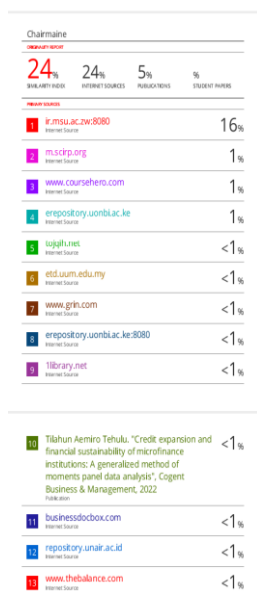 Chairmaine
ORIGINALITY REPORT
24% 24% 5% %
SIMILARITY INDEX INTERNET SOURCES PUBLICATIONS STUDENT PAPERS
PRIMARY SOURCES
1 ir.msu.ac.zw:8080 16%
Internet Source
2 m.scirp.org 1%
Internet Source
3 www.coursehero.com 1%
Internet Source
4 erepository.uonbi.ac.ke 1%
Internet Source
5 <1%
Internet Source
6 etd.uum.edu.my <1%
Internet Source
7 www.grin.com <1%
Internet Source
8 erepository.uonbi.ac.ke:8080 <1%
Internet Source
9 1library.net <1%
Internet Source
10 Tilahun Aemiro Tehulu. "Credit expansion and <1%
financial sustainability of microfinance
institutions: A generalized method of
moments panel data analysis", Cogent
Business & Management, 2022
Publication
11 businessdocbox.com <1%
Internet Source
12 repository.unair.ac.id <1%
Internet Source
13 www.thebalance.com <1%
Internet Source